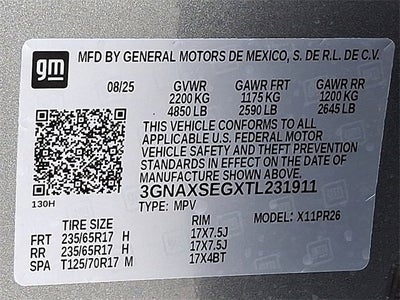 gm
MFD BY GENERAL MOTORS DE MEXICO, S. DE R.L. DE C.V.
08/25 GVWR GAWR FRT GAWR RR
2200 KG 1175 KG 1200 KG
4850 LB 2590 LB 2645 LB
THIS VEHICLE CONFORMS TO ALL
APPLICABLE U.S. FEDERAL MOTOR
VEHICLE SAFETY AND THEFT PREVENTION
STANDARDS IN EFFECT ON THE DATE OF
MANUFACTURE SHOWN ABOVE.
3GNAXSEGXTL231911
130H
TYPE: MPV MODEL: X11PR26
TIRE SIZE RIM
FRT 235/65R17 H 17X7.5J
RR 235/65R17 H 17X7.5J
SPA T125/70R17 M 17X4BT